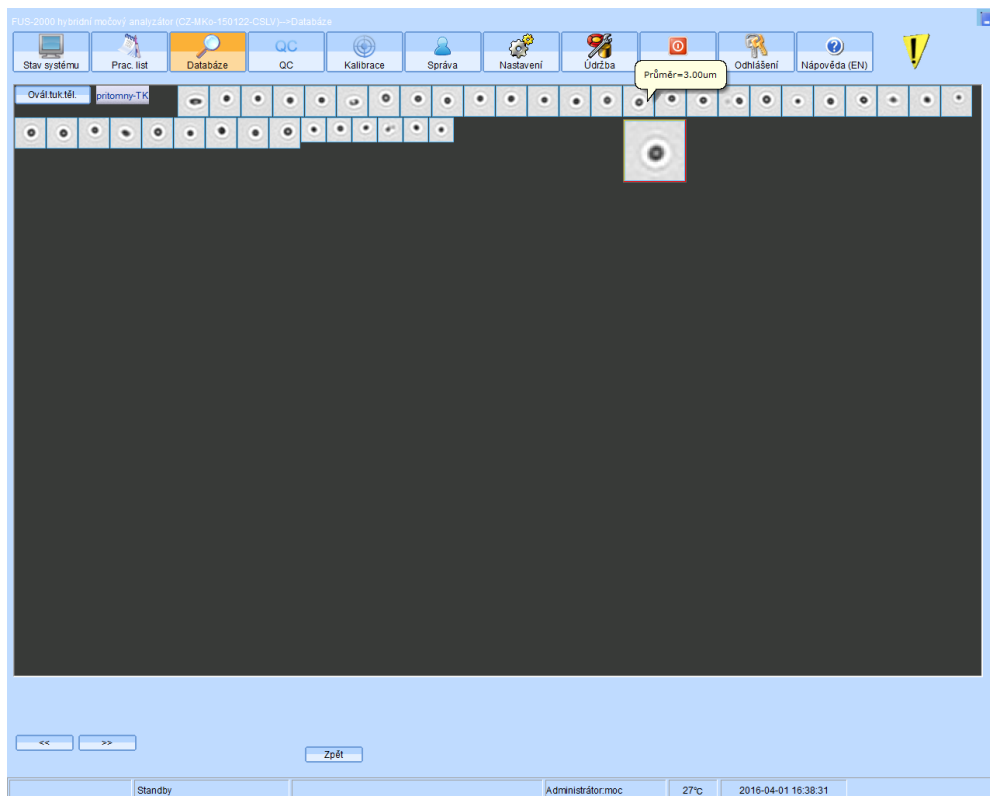 FUS-2000 hybridní močový analyzátor (CZ-MKo-150122-CSLV)-->Databáze
QC
Stav systému Prac. list Databáze QC Kalibrace Správa Nastavení Údržba Odhlášení Nápověda (EN)
Průměr=3.00um
Ovál.tuk.těl. pritomny-TK
<< >>
Zpět
Standby Administrátor:moc 27°C 2016-04-01 16:38:31